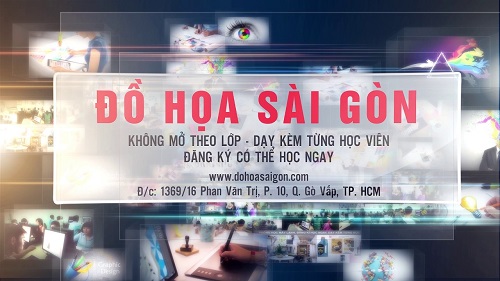 ĐỒ HỌA SÀI GÒN
KHÔNG MỞ THEO LỚP - DẠY KÈM TỪNG HỌC VIÊN
ĐĂNG KÝ CÓ THỂ HỌC NGAY
www.dohoasaigon.com
Đ/c: 1369/16 Phan Văn Trị, P. 10, Q. Gò Vấp, TP. HCM